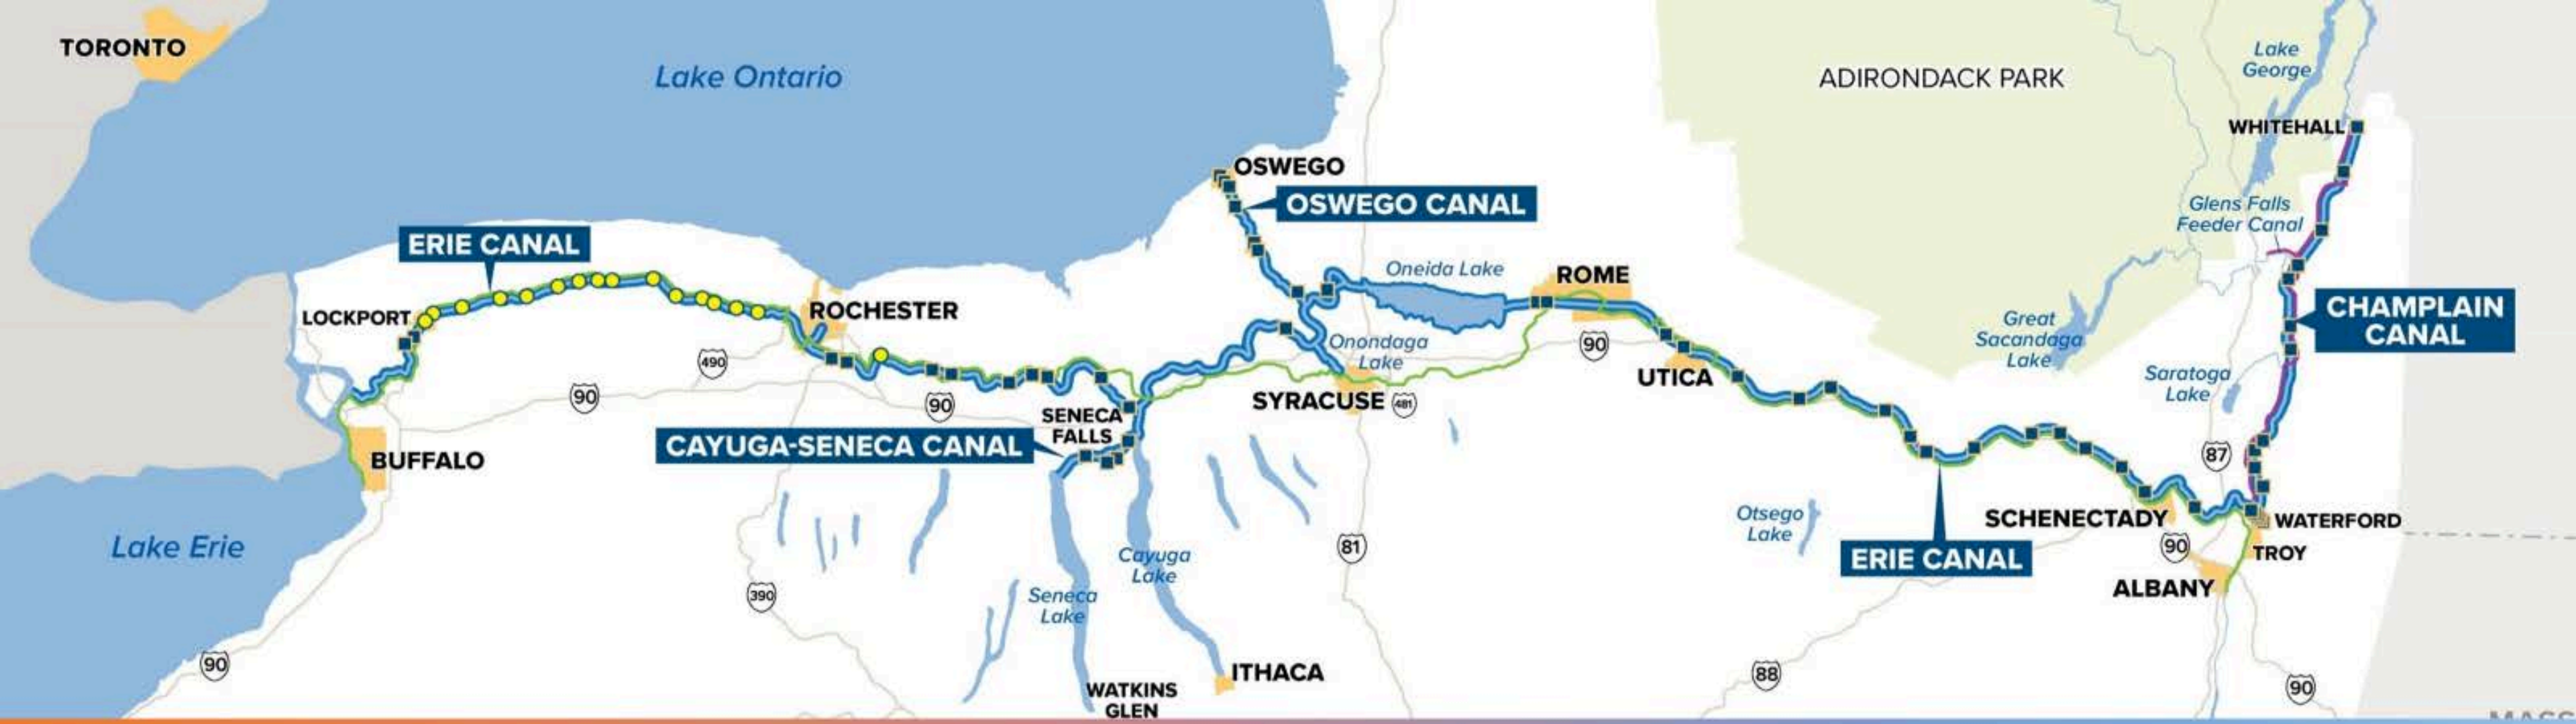 TORONTO
Lake Ontario
ADIRONDACK PARK
Lake
George
WHITEHALL
OSWEGO
OSWEGO CANAL
Glens Falls
Feeder Canal
ERIE CANAL
Oneida Lake
ROME
LOCKPORT
ROCHESTER
CHAMPLAIN
CANAL
Great
Sacandaga
Lake
Onondaga
Lake
90
490
UTICA
Saratoga
Lake
90
90
SYRACUSE
481
SENECA
FALLS
CAYUGA-SENECA CANAL
BUFFALO
87
Otsego
Lake
SCHENECTADY
WATERFORD
Lake Erie
81
90
TROY
ERIE CANAL
Cayuga
Lake
ALBANY
390
Seneca
Lake
90
ITHACA
88
WATKINS
GLEN
90